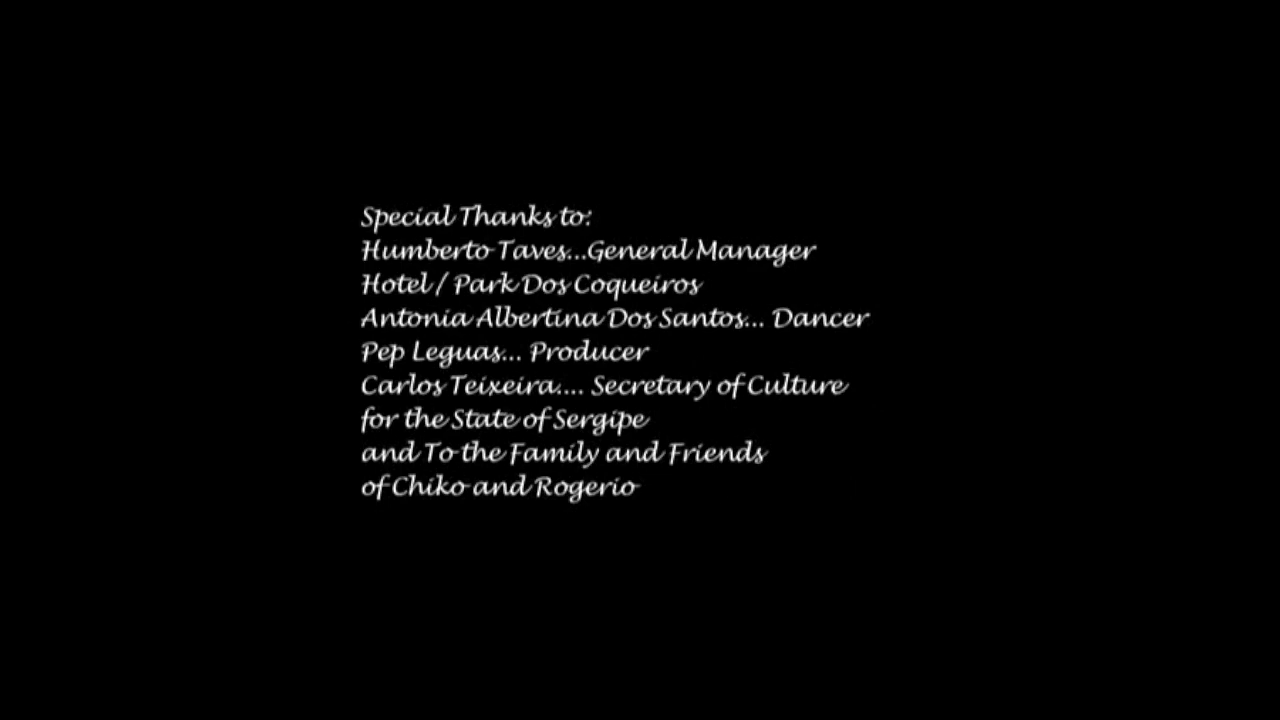 Special Thanks to:
Humberto Taves...General Manager
Hotel / Park Dos Coqueiros
Antonia Albertina Dos Santos... Dancer
Pep Leguas... Producer
Carlos Teixeira.... Secretary of Culture
for the State of Sergipe
and To the Family and Friends
of Chiko and Rogerio